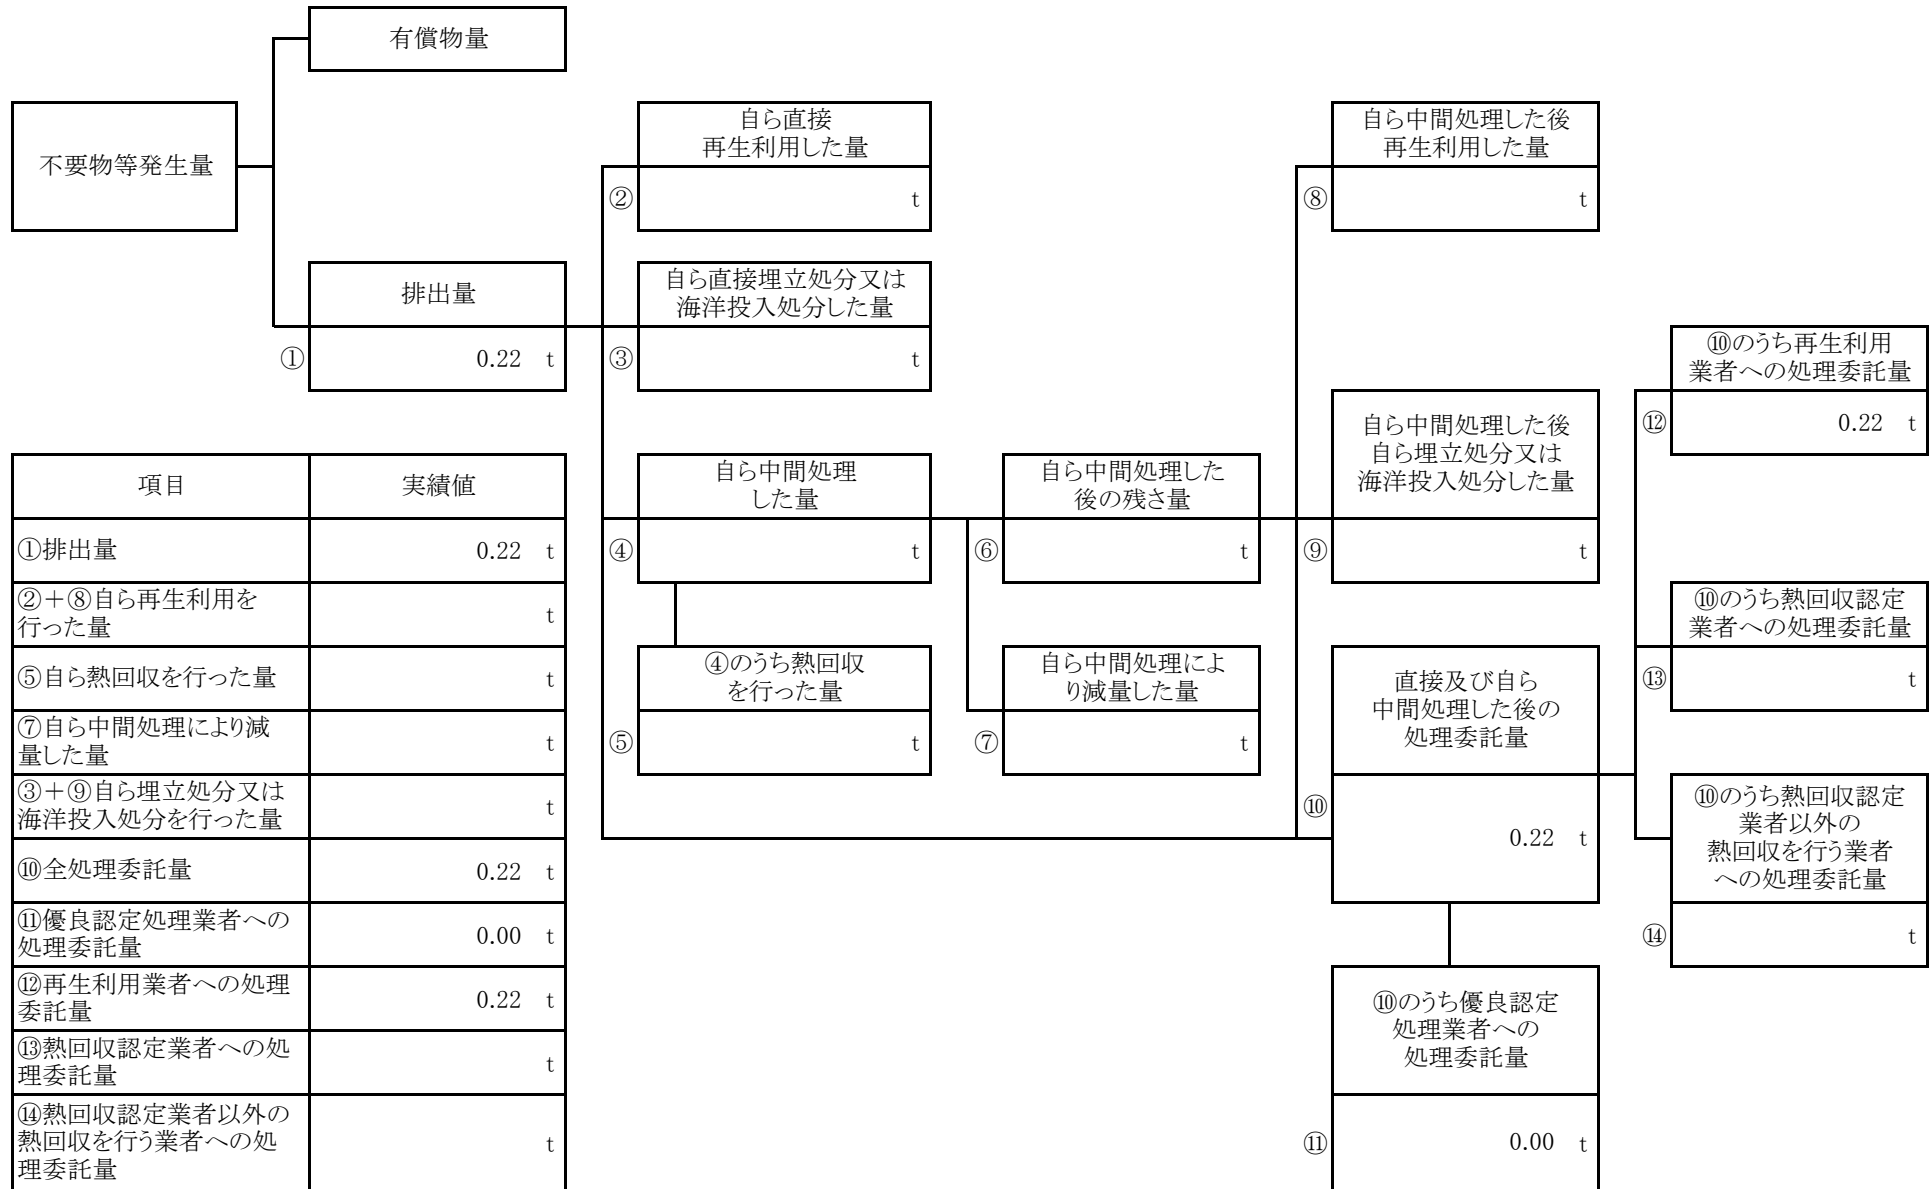 有償物量
不要物等発生量
自ら直接
再生利用した量
② t
自ら中間処理した後
再生利用した量
⑧ t
排出量
① 0.22 t
自ら直接埋立処分又は
海洋投入処分した量
③ t
⑩のうち再生利用
業者への処理委託量
⑫ 0.22 t
自ら中間処理
した量
④ t
自ら中間処理した
後の残さ量
⑥ t
自ら中間処理した後
自ら埋立処分又は
海洋投入処分した量
⑨ t
⑩のうち熱回収認定
業者への処理委託量
⑬ t
④のうち熱回収
を行った量
⑤ t
自ら中間処理によ
り減量した量
⑦ t
直接及び自ら
中間処理した後の
処理委託量
⑩ 0.22 t
⑩のうち熱回収認定
業者以外の
熱回収を行う業者
への処理委託量
⑭ t
⑩のうち優良認定
処理業者への
処理委託量
⑪ 0.00 t
項目 実績値
①排出量 0.22 t
②+⑧自ら再生利用を
行った量 t
⑤自ら熱回収を行った量 t
⑦自ら中間処理により減
量した量 t
③+⑨自ら埋立処分又は
海洋投入処分を行った量 t
⑩全処理委託量 0.22 t
⑪優良認定処理業者への
処理委託量 0.00 t
⑫再生利用業者への処理
委託量 0.22 t
⑬熱回収認定業者への処
理委託量 t
⑭熱回収認定業者以外の
熱回収を行う業者への処
理委託量 t